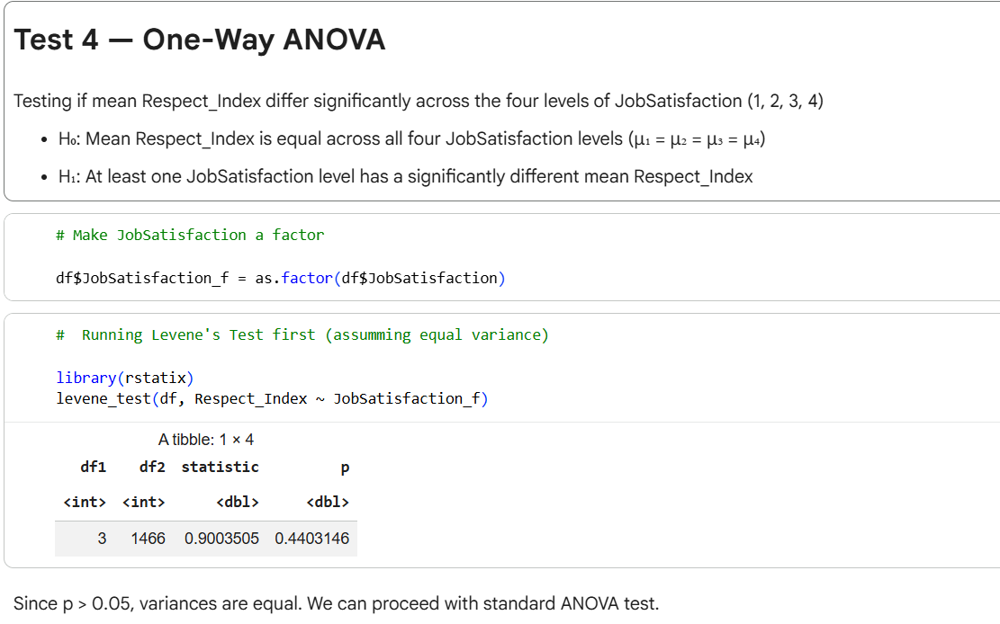 Test 4 — One-Way ANOVA
Testing if mean Respect_Index differ significantly across the four levels of JobSatisfaction (1, 2, 3, 4)
• H₀: Mean Respect_Index is equal across all four JobSatisfaction levels (μ₁ = μ₂ = μ₃ = μ₄)
• H₁: At least one JobSatisfaction level has a significantly different mean Respect_Index
# Make JobSatisfaction a factor
df$JobSatisfaction_f = as.factor(df$JobSatisfaction)
#  Running Levene's Test first (assumming equal variance)
library(rstatix)
levene_test(df, Respect_Index ~ JobSatisfaction_f)
A tibble: 1 × 4
df1 df2 statistic p
<int> <int> <dbl> <dbl>
3 1466 0.9003505 0.4403146
Since p > 0.05, variances are equal. We can proceed with standard ANOVA test.